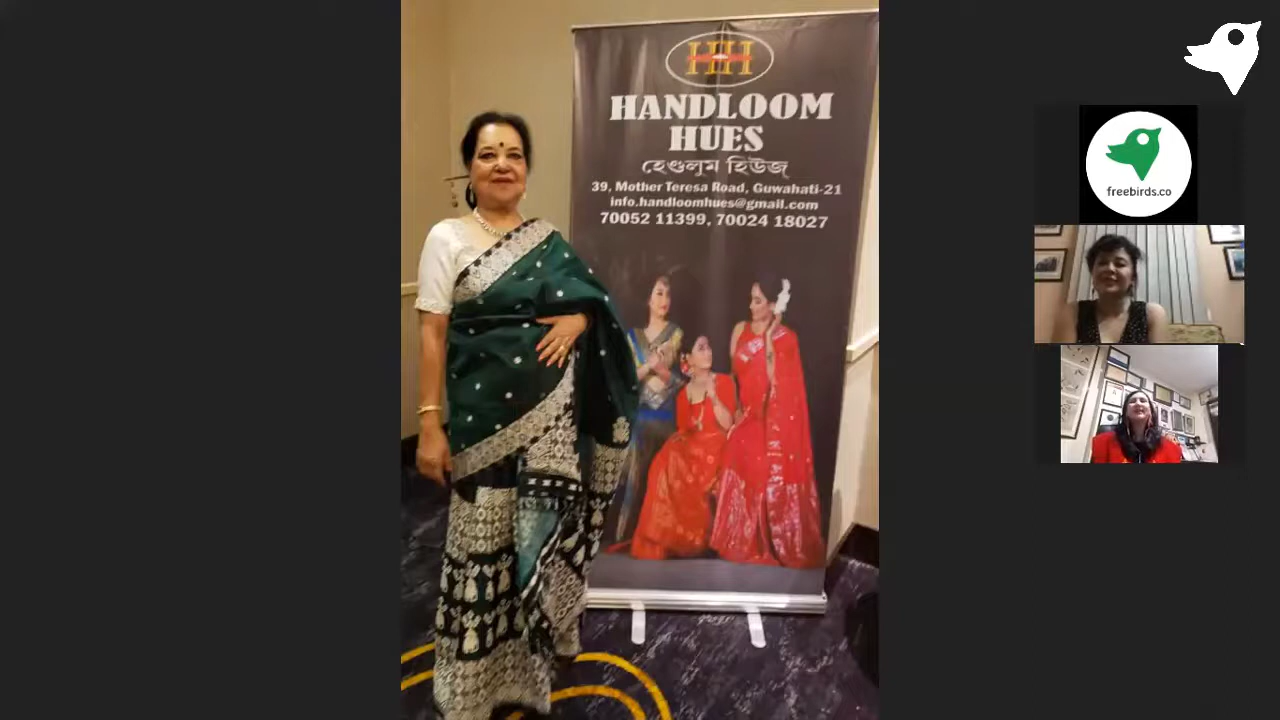 HH
HANDLOOM
HUES
হেণ্ডলুম হিউজ
39, Mother Teresa Road, Guwahati-21
info.handloomhues@gmail.com
70052 11399, 70024 18027
freebirds.co